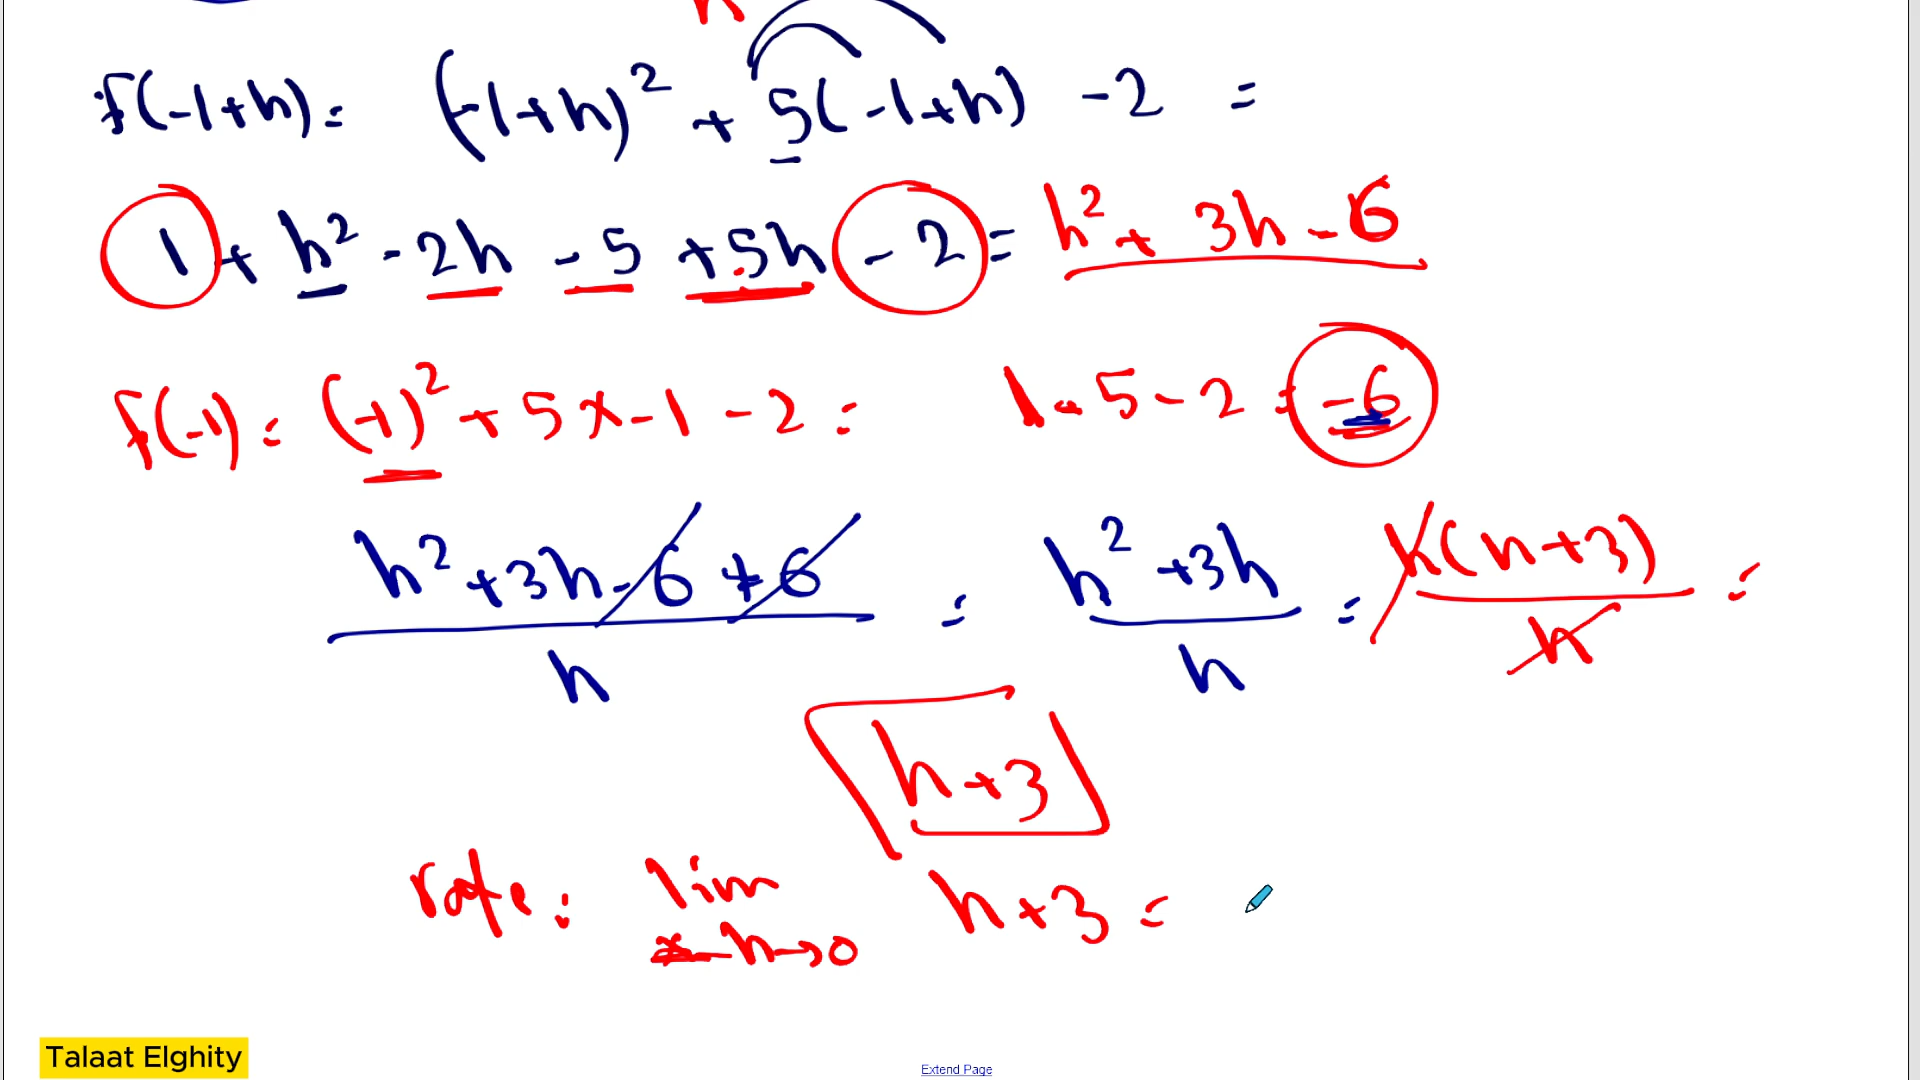 h
f(-1+h) = (-1+h)² + 5(-1+h) - 2 =
1 + h² - 2h - 5 + 5h - 2 = h² + 3h - 6
f(-1) = (-1)² + 5 x -1 - 2 = 1 - 5 - 2 = -6
h² + 3h - 6 + 6 / h = h² + 3h / h = h(h+3) / h =
h+3
rate = lim h→0 h+3 =
Talaat Elghity
Extend Page